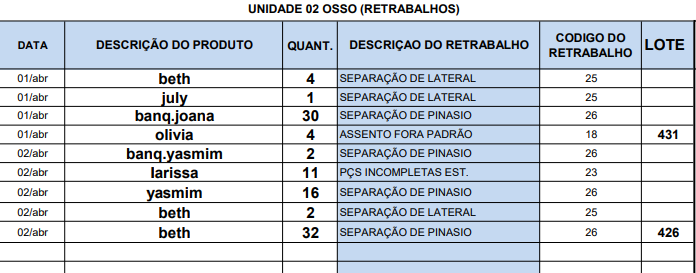 UNIDADE 02 OSSO (RETRABALHOS)
DATA DESCRIÇÃO DO PRODUTO QUANT. DESCRIÇAO DO RETRABALHO CODIGO DO RETRABALHO LOTE
01/abr beth 4 SEPARAÇÃO DE LATERAL 25
01/abr july 1 SEPARAÇÃO DE LATERAL 25
01/abr banq.joana 30 SEPARAÇÃO DE PINASIO 26
01/abr olivia 4 ASSENTO FORA PADRÃO 18 431
02/abr banq.yasmim 2 SEPARAÇÃO DE PINASIO 26
02/abr larissa 11 PÇS INCOMPLETAS EST. 23
02/abr yasmim 16 SEPARAÇÃO DE PINASIO 26
02/abr beth 2 SEPARAÇÃO DE LATERAL 25
02/abr beth 32 SEPARAÇÃO DE PINASIO 26 426